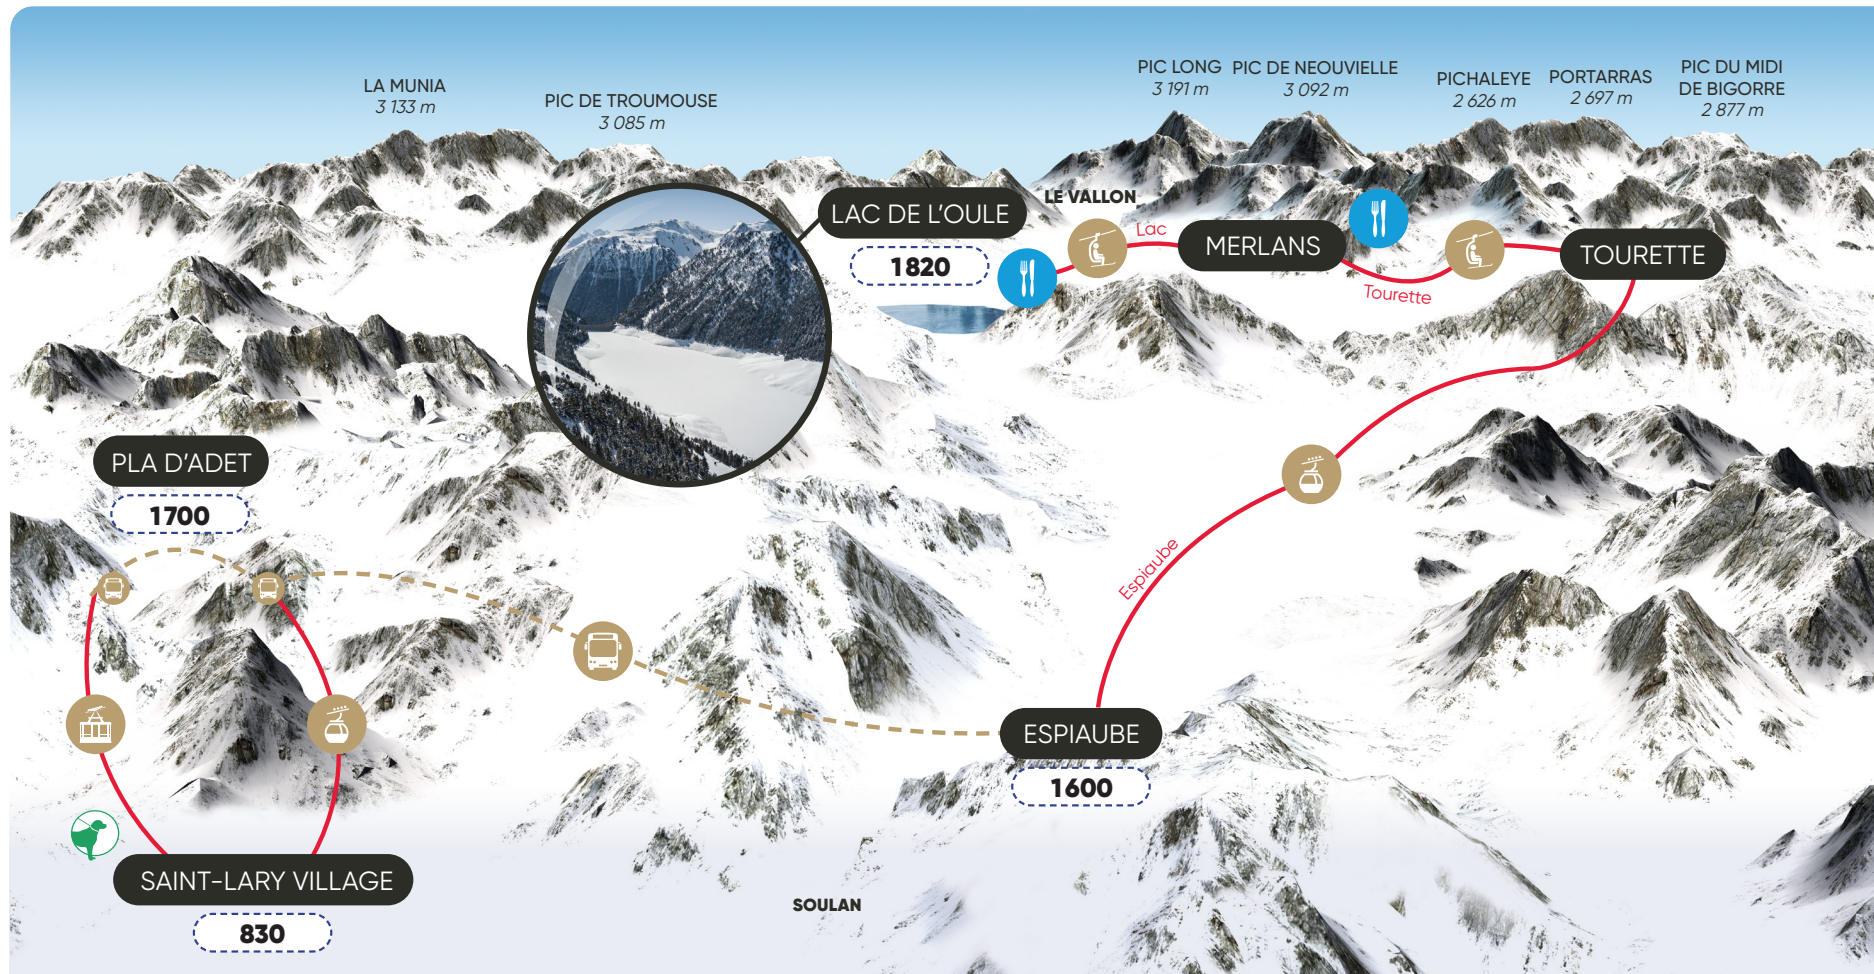 LA MUNIA
3 133 m
PIC DE TROUMOUSE
3 085 m
PIC LONG
3 191 m
PIC DE NEOUVIELLE
3 092 m
PICHALEYE
2 626 m
PORTARRAS
2 697 m
PIC DU MIDI
DE BIGORRE
2 877 m
LAC DE L'OULE
1820
LE VALLON
Lac
MERLANS
Tourette
TOURETTE
PLA D'ADET
1700
Espiaube
ESPIAUBE
1600
SAINT-LARY VILLAGE
830
SOULAN